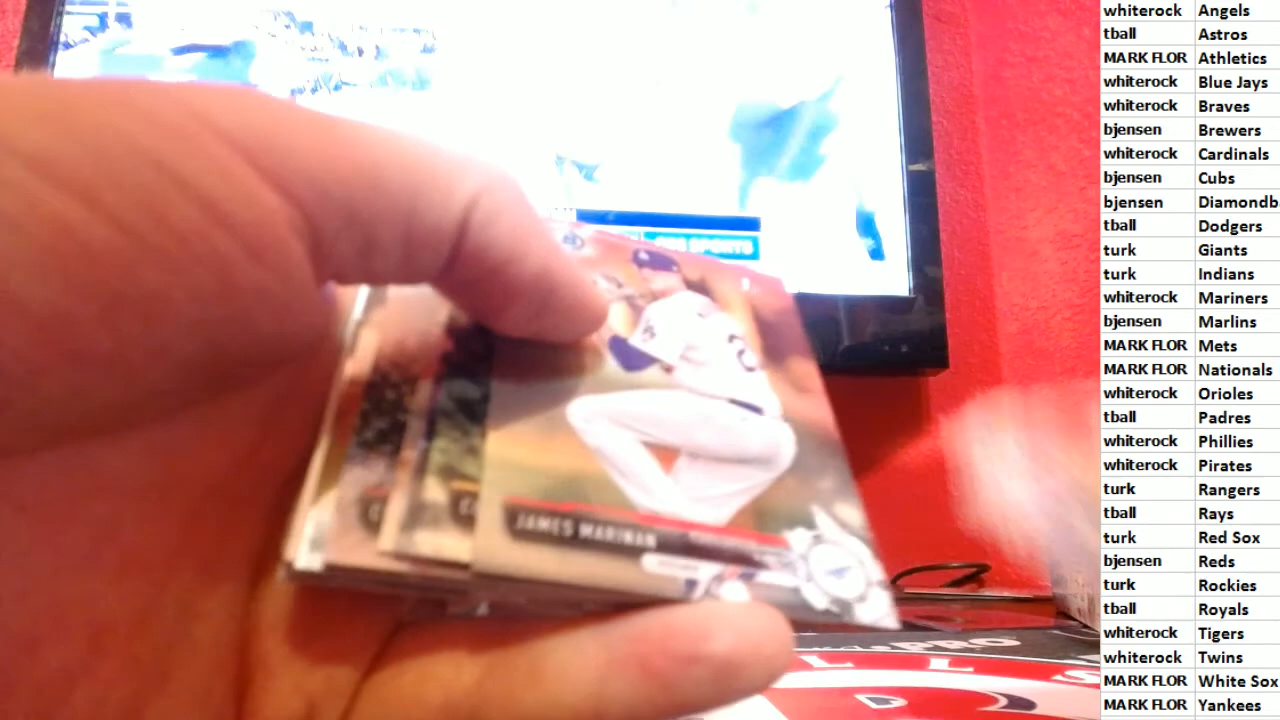 whiterock Angels
tball Astros
MARK FLOR Athletics
whiterock Blue Jays
whiterock Braves
bjensen Brewers
whiterock Cardinals
bjensen Cubs
bjensen Diamondb
tball Dodgers
turk Giants
turk Indians
whiterock Mariners
bjensen Marlins
MARK FLOR Mets
MARK FLOR Nationals
whiterock Orioles
tball Padres
whiterock Phillies
whiterock Pirates
turk Rangers
tball Rays
turk Red Sox
bjensen Reds
turk Rockies
tball Royals
whiterock Tigers
whiterock Twins
MARK FLOR White Sox
MARK FLOR Yankees
CBS SPORTS
JAMES MARINAN
PRO